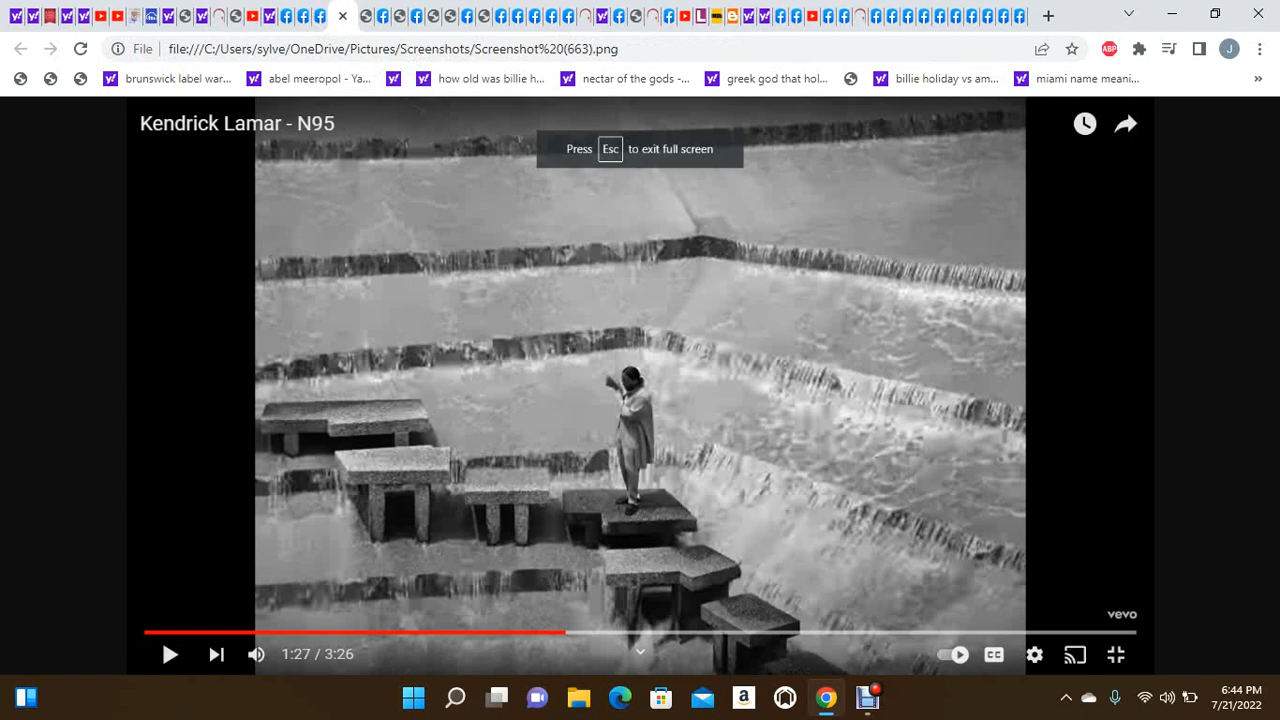 File
file:///C:/Users/sylve/OneDrive/Pictures/Screenshots/Screenshot%20(663).png
ABP
J
brunswick label war...
abel meeropol - Ya...
how old was billie h...
nectar of the gods -...
greek god that hol...
billie holiday vs am...
miami name meani...
»
Kendrick Lamar - N95
Press Esc to exit full screen
vevo
1:27 / 3:26
CC
6:44 PM
7/21/2022